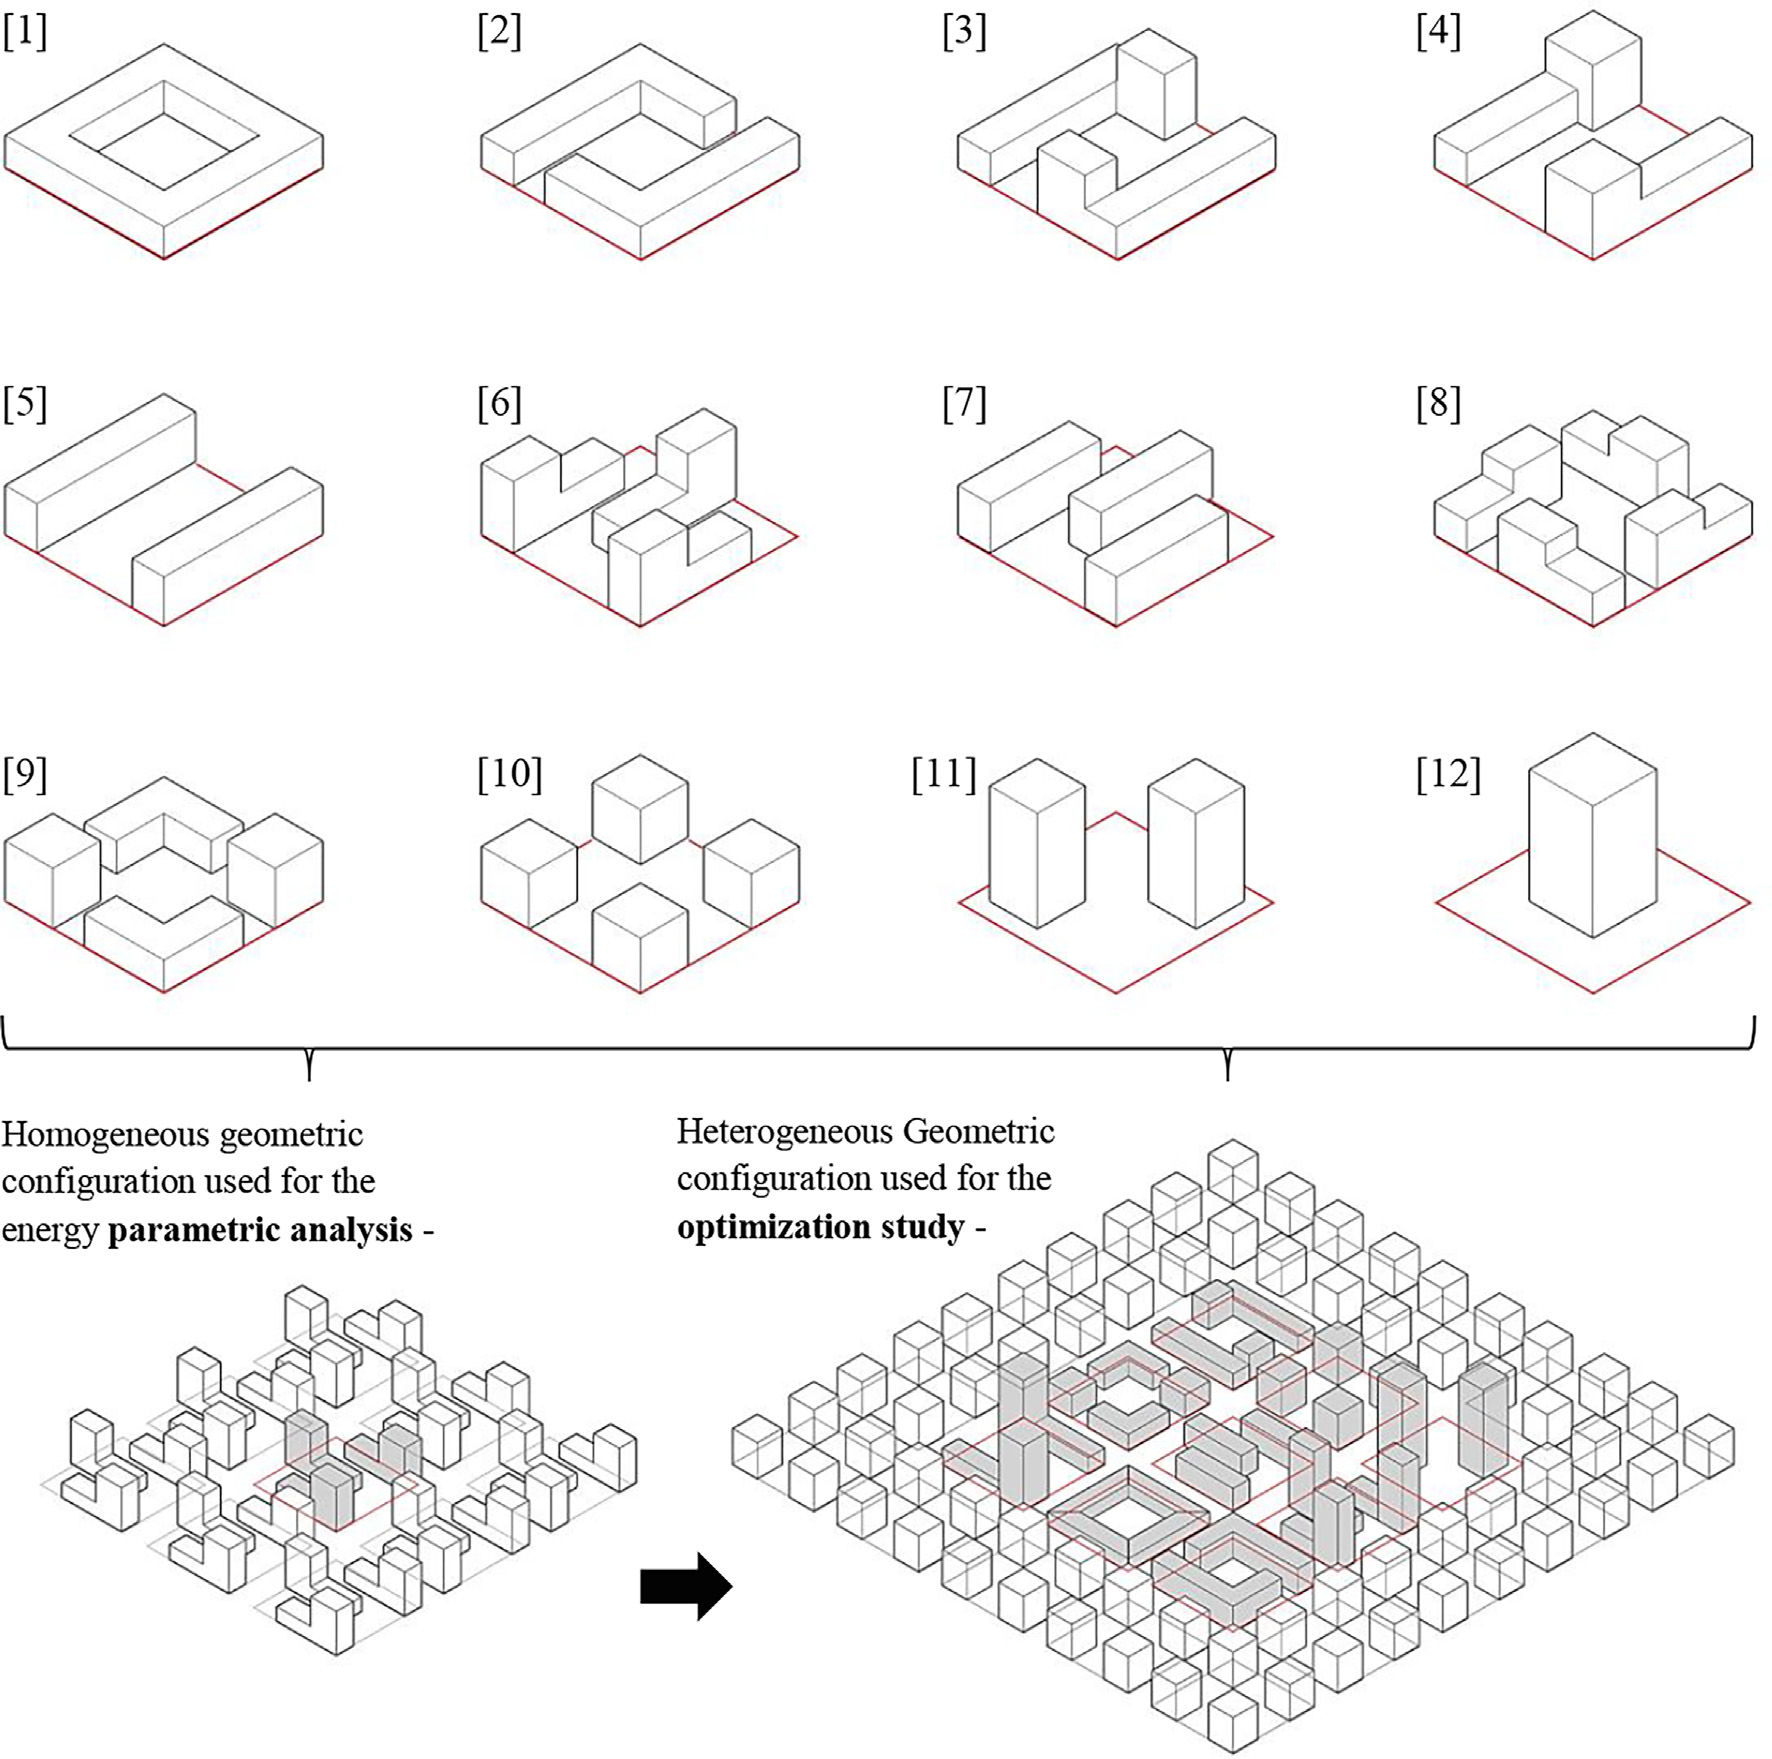 [1]
[2]
[3]
[4]
[5]
[6]
[7]
[8]
[9]
[10]
[11]
[12]
Homogeneous geometric
configuration used for the
energy parametric analysis -
Heterogeneous Geometric
configuration used for the
optimization study -